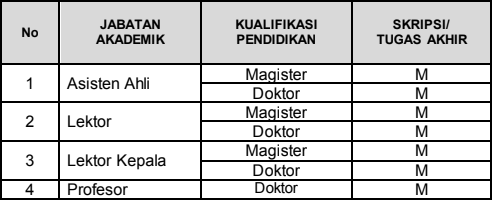 No JABATAN AKADEMIK KUALIFIKASI PENDIDIKAN SKRIPSI/ TUGAS AKHIR
1 Asisten Ahli Magister M
Doktor M
2 Lektor Magister M
Doktor M
3 Lektor Kepala Magister M
Doktor M
4 Profesor Doktor M